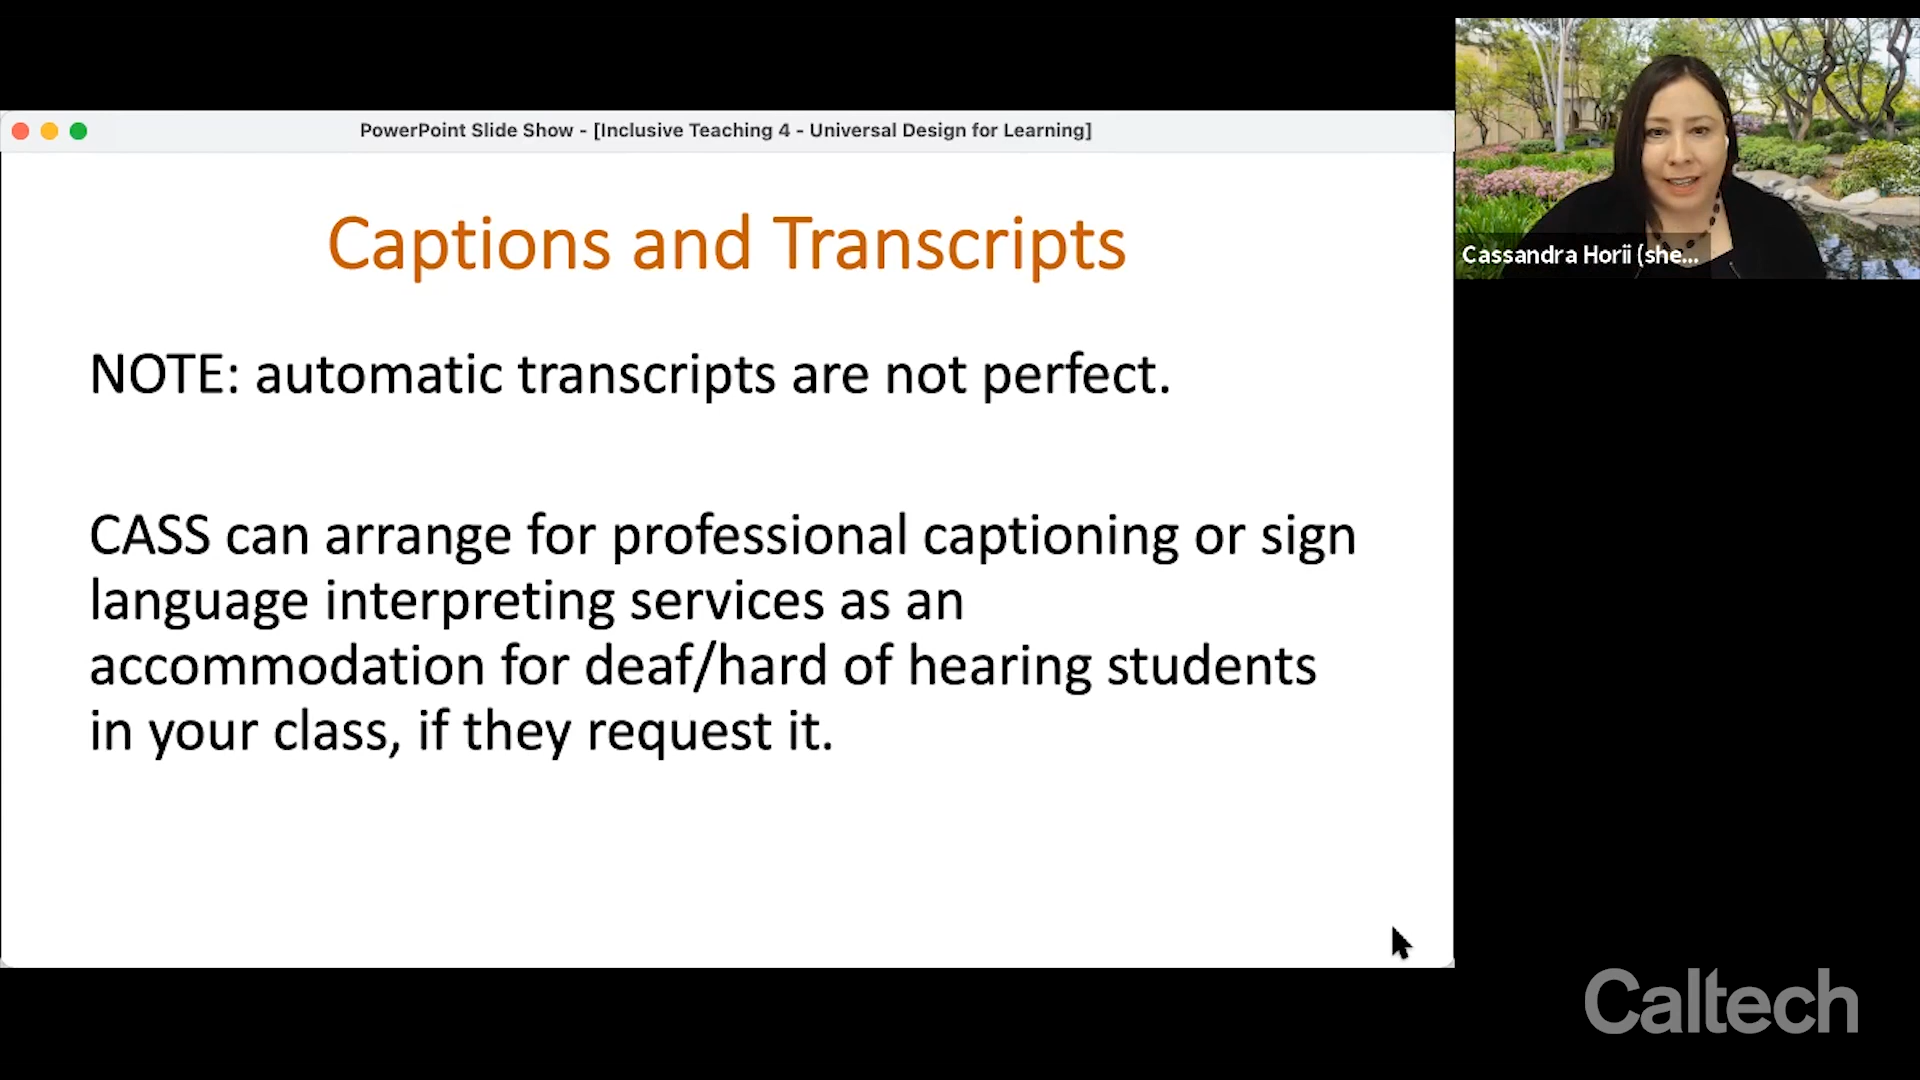 PowerPoint Slide Show - [Inclusive Teaching 4 - Universal Design for Learning]
Captions and Transcripts
NOTE: automatic transcripts are not perfect.
CASS can arrange for professional captioning or sign
language interpreting services as an
accommodation for deaf/hard of hearing students
in your class, if they request it.
Cassandra Horii (she...
Caltech